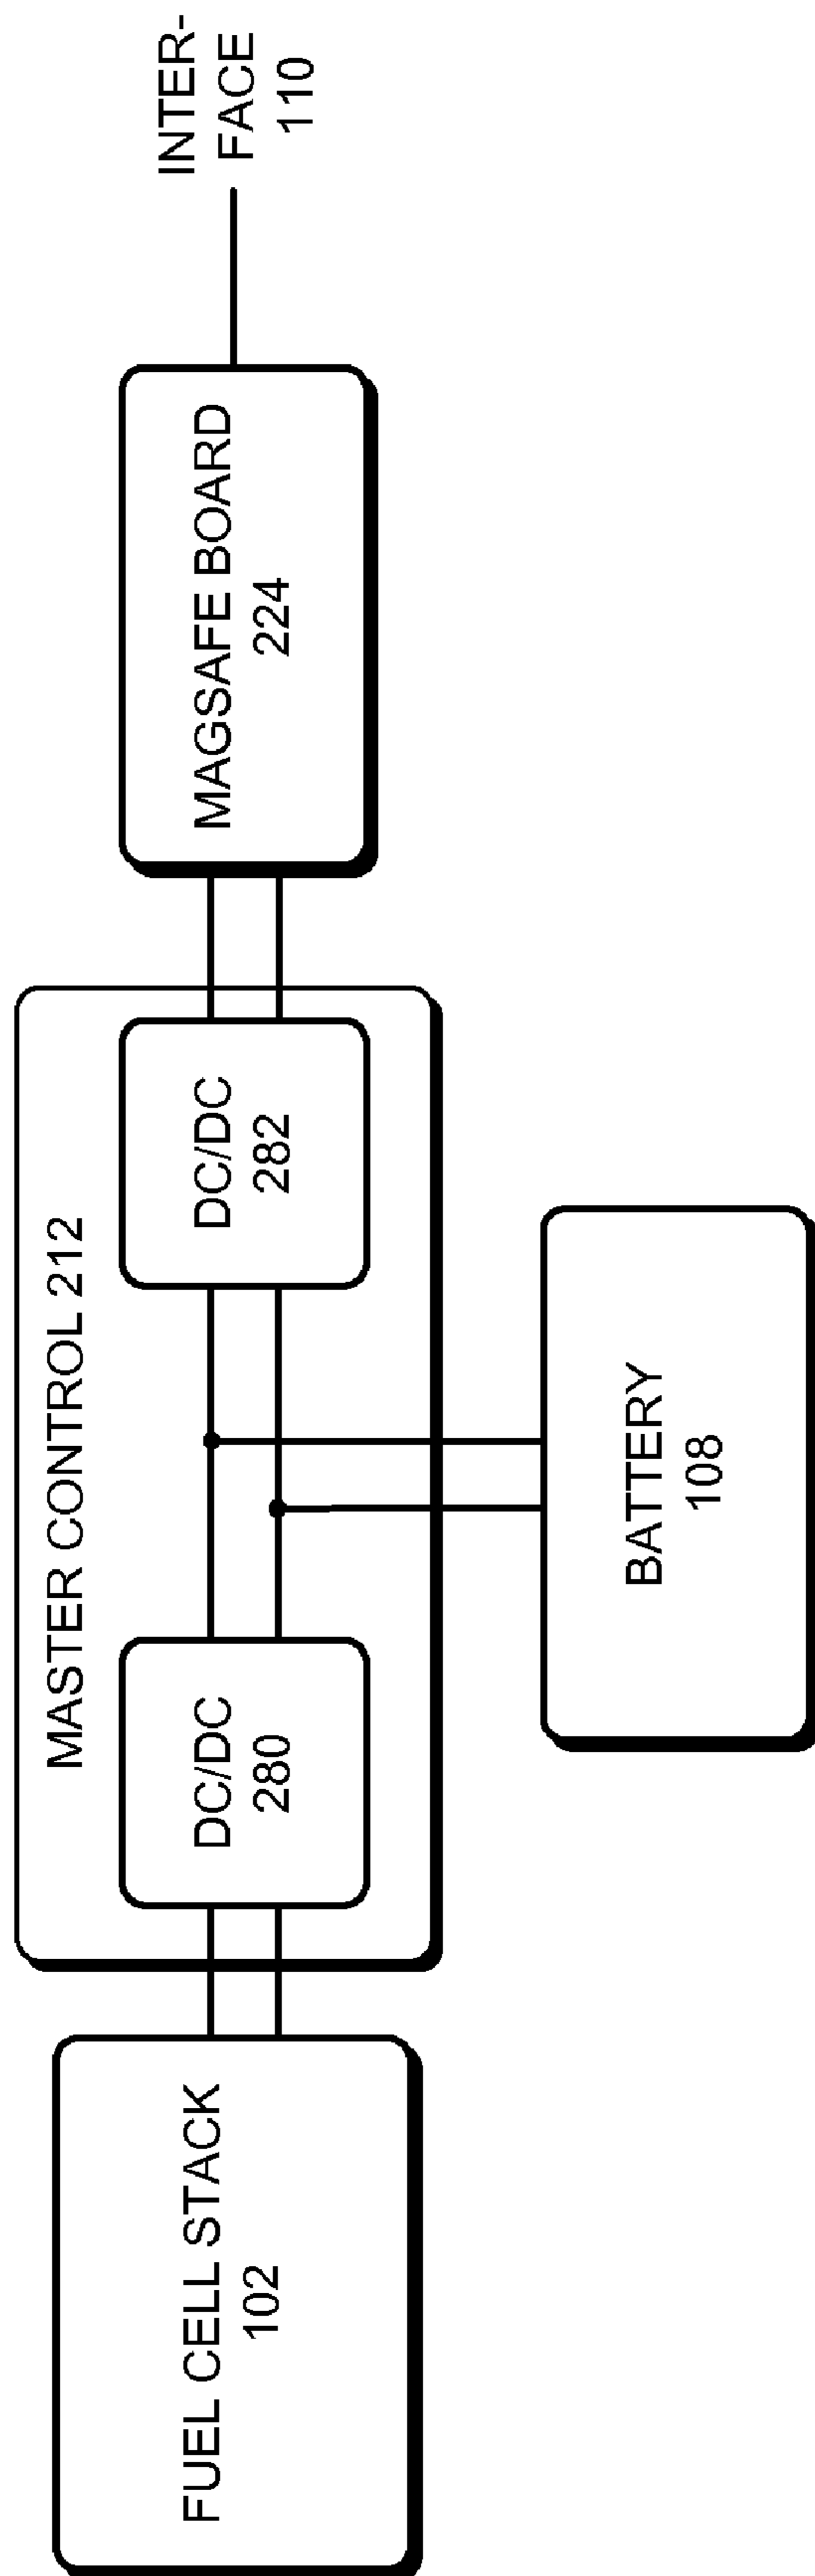 FUEL CELL STACK
102
MASTER CONTROL 212
DC/DC
280
DC/DC
282
BATTERY
108
MAGSAFE BOARD
224
INTER-
FACE
110